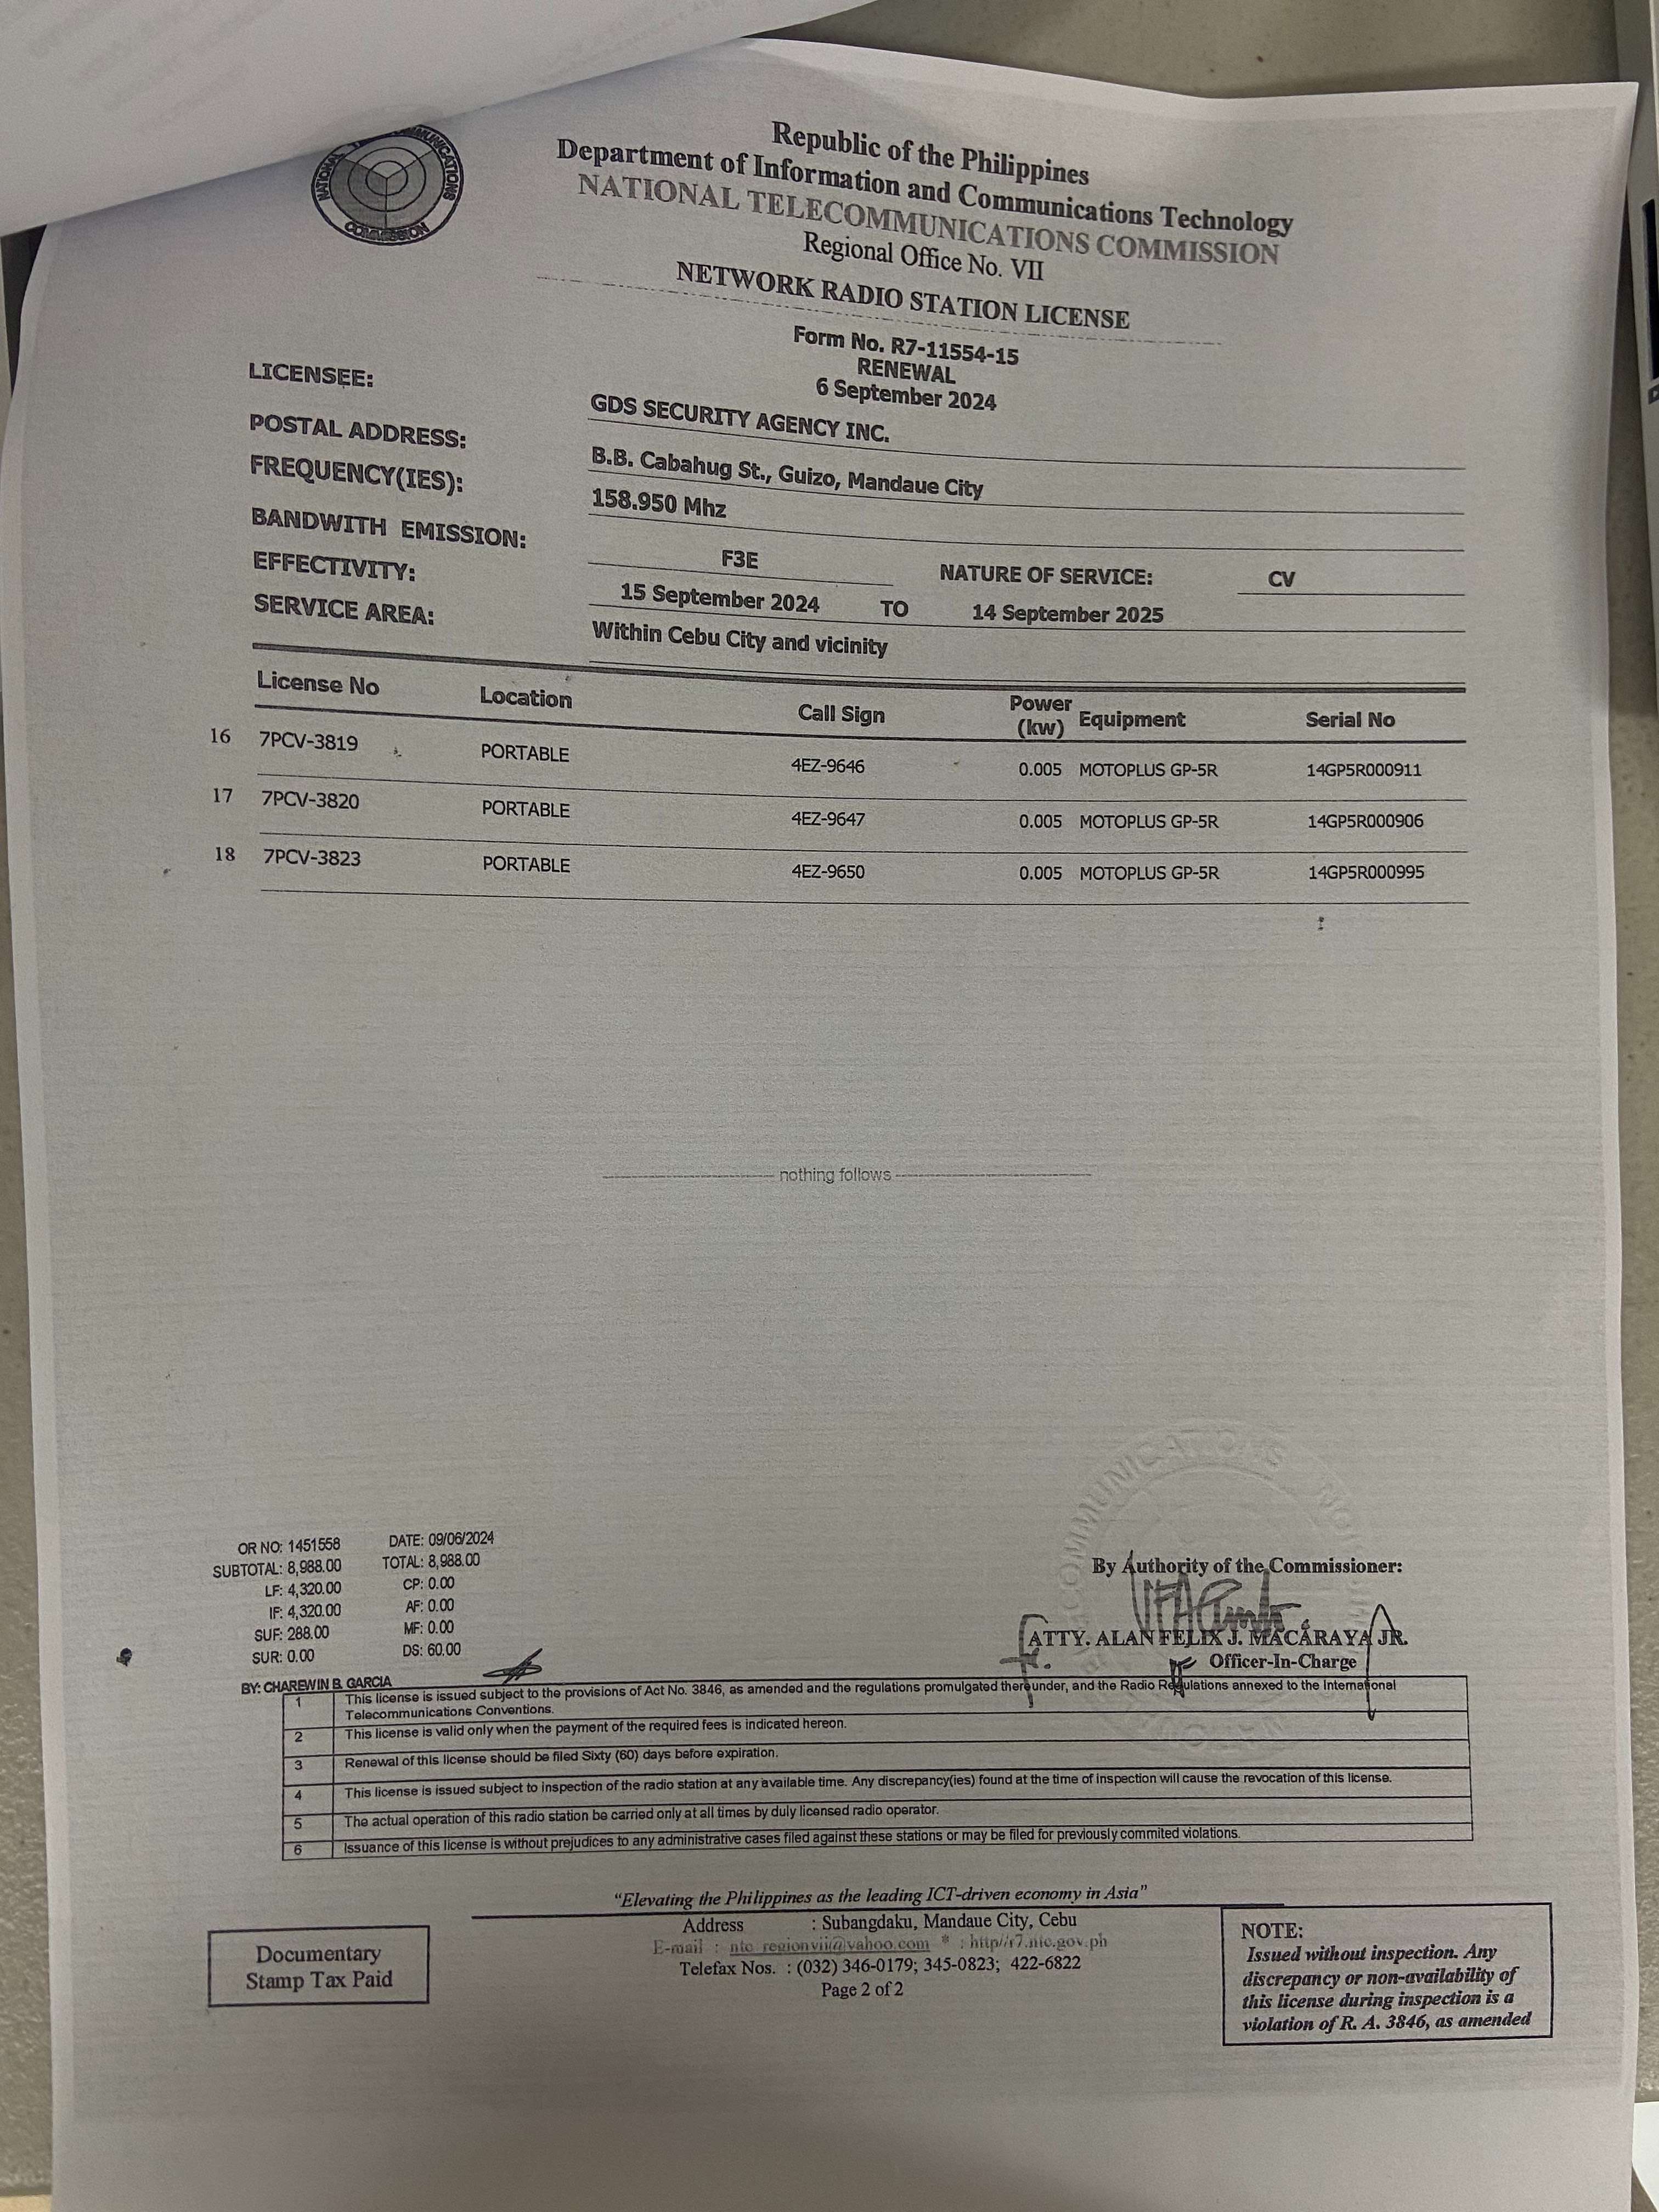 NATIONAL
COMMISSION
Republic of the Philippines
Department of Information and Communications Technology
NATIONAL TELECOMMUNICATIONS COMMISSION
Regional Office No. VII
NETWORK RADIO STATION LICENSE
Form No. R7-11554-15
RENEWAL
6 September 2024
LICENSEE: GDS SECURITY AGENCY INC.
POSTAL ADDRESS: B.B. Cabahug St., Guizo, Mandaue City
FREQUENCY(IES): 158.950 Mhz
BANDWITH EMISSION: F3E NATURE OF SERVICE: CV
EFFECTIVITY: 15 September 2024 TO 14 September 2025
SERVICE AREA: Within Cebu City and vicinity
License No Location Call Sign Power (kw) Equipment Serial No
16 7PCV-3819 PORTABLE 4EZ-9646 0.005 MOTOPLUS GP-5R 14GP5R000911
17 7PCV-3820 PORTABLE 4EZ-9647 0.005 MOTOPLUS GP-5R 14GP5R000906
18 7PCV-3823 PORTABLE 4EZ-9650 0.005 MOTOPLUS GP-5R 14GP5R000995
nothing follows
OR NO: 1451558 DATE: 09/06/2024
SUBTOTAL: 8,988.00 TOTAL: 8,988.00
LF: 4,320.00 CP: 0.00
IF: 4,320.00 AF: 0.00
SUF: 288.00 MF: 0.00
SUR: 0.00 DS: 60.00
BY: CHAREWIN B. GARCIA
By Authority of the Commissioner:
ATTY. ALAN FELIX J. MACARAYA JR.
Officer-In-Charge
1 This license is issued subject to the provisions of Act No. 3846, as amended and the regulations promulgated thereunder, and the Radio Regulations annexed to the International
Telecommunications Conventions.
2 This license is valid only when the payment of the required fees is indicated hereon.
3 Renewal of this license should be filed Sixty (60) days before expiration.
4 This license is issued subject to inspection of the radio station at any available time. Any discrepancy(ies) found at the time of inspection will cause the revocation of this license.
5 The actual operation of this radio station be carried only at all times by duly licensed radio operator.
6 Issuance of this license is without prejudices to any administrative cases filed against these stations or may be filed for previously commited violations.
"Elevating the Philippines as the leading ICT-driven economy in Asia"
Address : Subangdaku, Mandaue City, Cebu
E-mail : ntc_regionvii@yahoo.com * : http//r7.ntc.gov.ph
Telefax Nos. : (032) 346-0179; 345-0823; 422-6822
Page 2 of 2
Documentary
Stamp Tax Paid
NOTE:
Issued without inspection. Any
discrepancy or non-availability of
this license during inspection is a
violation of R. A. 3846, as amended